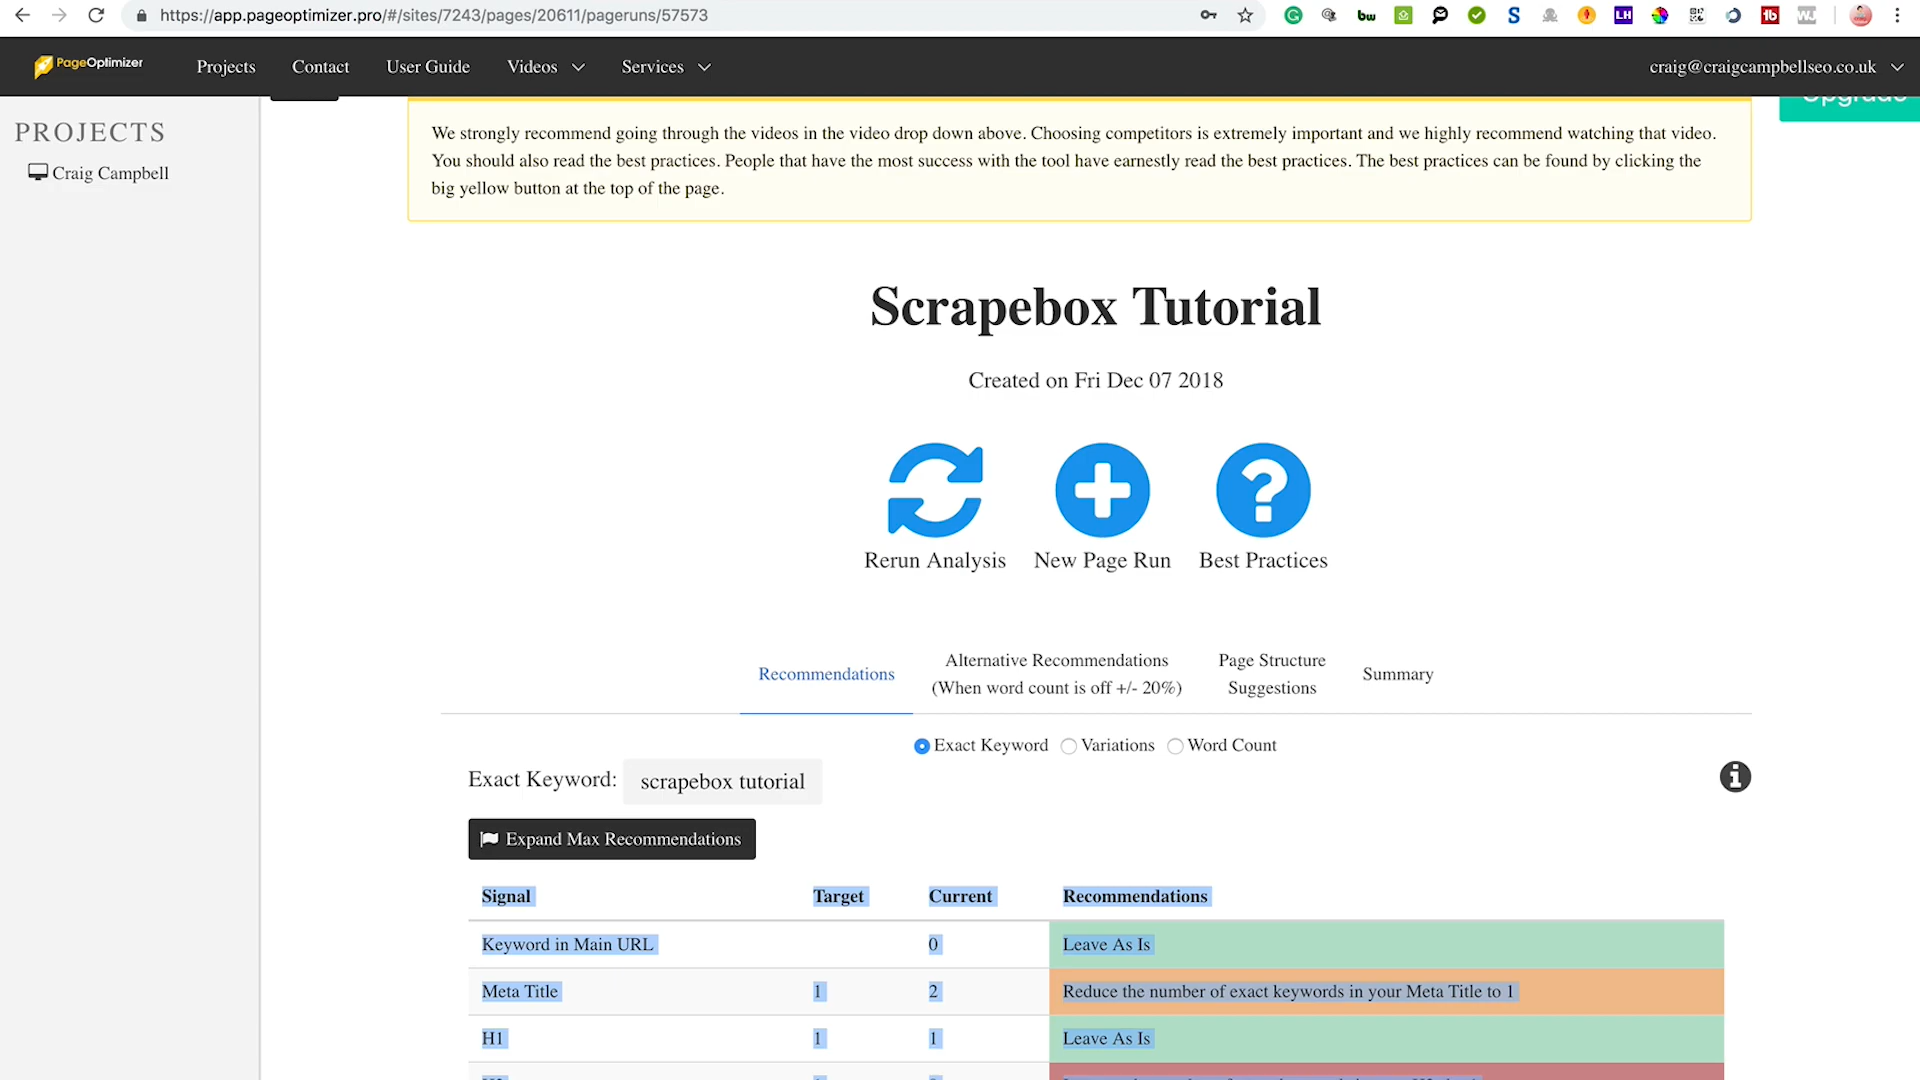 https://app.pageoptimizer.pro/#/sites/7243/pages/20611/pageruns/57573
PageOptimizer
Projects
Contact
User Guide
Videos
Services
craig@craigcampbellseo.co.uk
PROJECTS
Craig Campbell
Upgrade
We strongly recommend going through the videos in the video drop down above. Choosing competitors is extremely important and we highly recommend watching that video.
You should also read the best practices. People that have the most success with the tool have earnestly read the best practices. The best practices can be found by clicking the
big yellow button at the top of the page.
Scrapebox Tutorial
Created on Fri Dec 07 2018
Rerun Analysis
New Page Run
Best Practices
Recommendations
Alternative Recommendations
(When word count is off +/- 20%)
Page Structure
Suggestions
Summary
Exact Keyword
Variations
Word Count
Exact Keyword: scrapebox tutorial
Expand Max Recommendations
Signal Target Current Recommendations
Keyword in Main URL 0 Leave As Is
Meta Title 1 2 Reduce the number of exact keywords in your Meta Title to 1
H1 1 1 Leave As Is